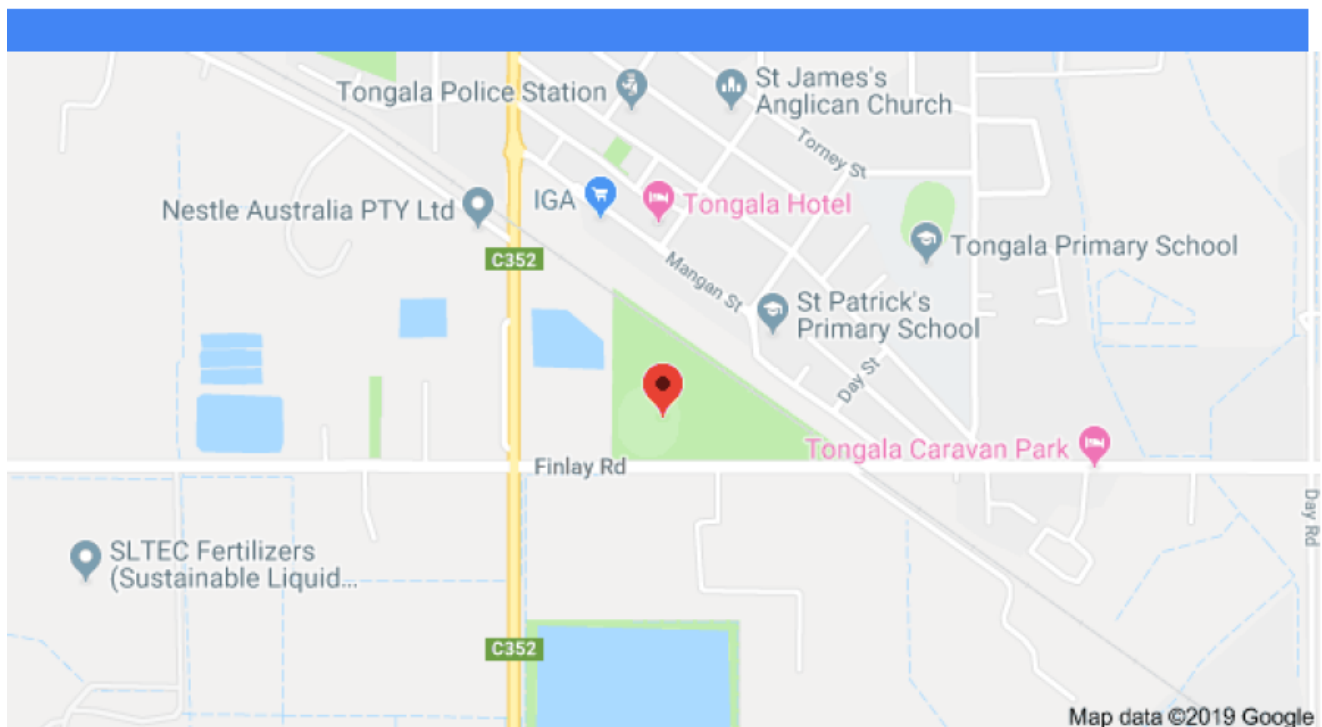 Tongala Police Station
St James's
Anglican Church
Torney St
Nestle Australia PTY Ltd
IGA
Tongala Hotel
Tongala Primary School
C352
Mangan St
St Patrick's
Primary School
Day St
Tongala Caravan Park
Finlay Rd
Day Rd
SLTEC Fertilizers
(Sustainable Liquid...
C352
Map data ©2019 Google